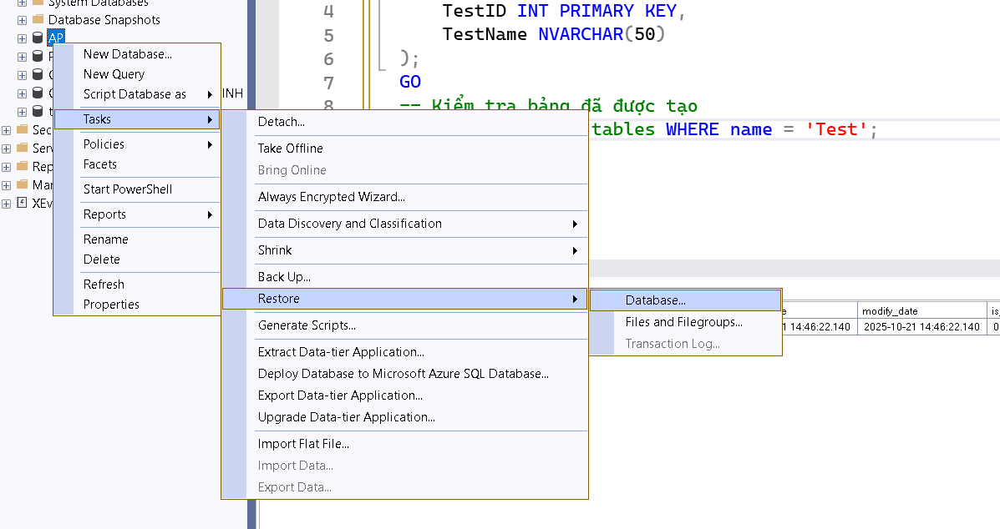 System Databases
Database Snapshots
AP
Sec
Ser
Rep
Mar
XEv
New Database...
New Query
Script Database as
Tasks
Policies
Facets
Start PowerShell
Reports
Rename
Delete
Refresh
Properties
INH
Detach...
Take Offline
Bring Online
Always Encrypted Wizard...
Data Discovery and Classification
Shrink
Back Up...
Restore
Generate Scripts...
Extract Data-tier Application...
Deploy Database to Microsoft Azure SQL Database...
Export Data-tier Application...
Upgrade Data-tier Application...
Import Flat File...
Import Data...
Export Data...
Database...
Files and Filegroups...
Transaction Log...
4 TestID INT PRIMARY KEY,
5 TestName NVARCHAR(50)
6 );
7 GO
8 -- Kiểm tra bảng đã được tạo
tables WHERE name = 'Test';
modify_date is_
14:46:22.140 2025-10-21 14:46:22.140 0